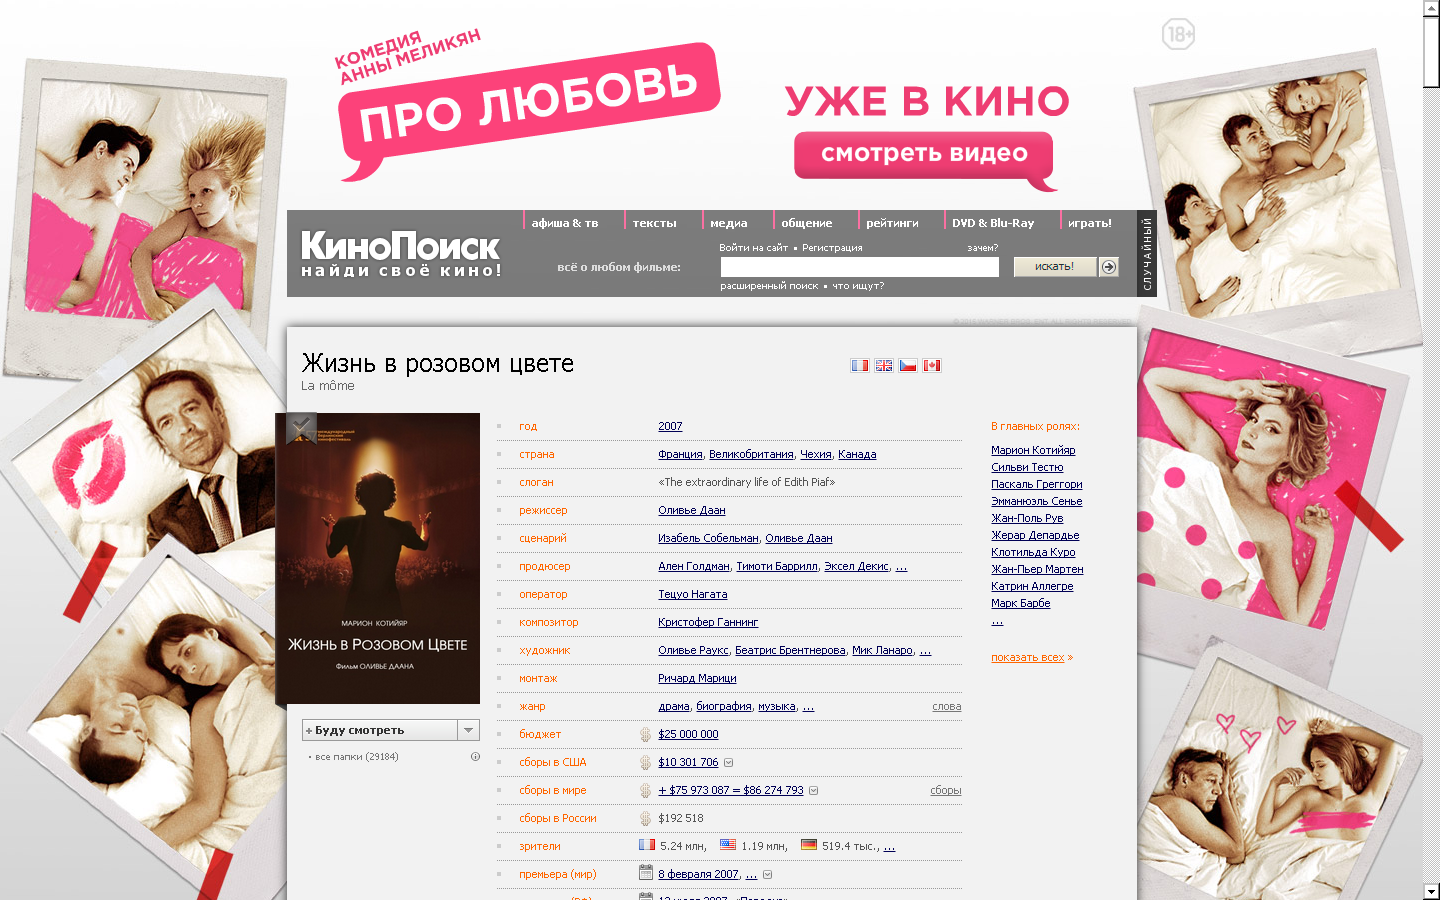 КОМЕДИЯ
АННЫ МЕЛИКЯН
ПРО ЛЮБОВЬ
18+
УЖЕ В КИНО
смотреть видео
афиша & тв тексты медиа общение рейтинги DVD & Blu-Ray играть!
КиноПоиск
найди своё кино!
Войти на сайт • Регистрация зачем?
всё о любом фильме:
искать!
расширенный поиск • что ищут?
СЛУЧАЙНЫЙ
Жизнь в розовом цвете
La môme
МАРИОН КОТИЙЯР
ЖИЗНЬ В РОЗОВОМ ЦВЕТЕ
Фильм ОЛИВЬЕ ДААНА
+ Буду смотреть
• все папки (29184)
год 2007
страна Франция, Великобритания, Чехия, Канада
слоган «The extraordinary life of Edith Piaf»
режиссер Оливье Даан
сценарий Изабель Собельман, Оливье Даан
продюсер Ален Голдман, Тимоти Баррилл, Эксел Декис, ...
оператор Тецуо Нагата
композитор Кристофер Ганнинг
художник Оливье Раукс, Беатрис Брентнерова, Мик Ланаро, ...
монтаж Ричард Марици
жанр драма, биография, музыка, ... слова
бюджет $25 000 000
сборы в США $10 301 706
сборы в мире + $75 973 087 = $86 274 793 сборы
сборы в России $192 518
зрители 5.24 млн, 1.19 млн, 519.4 тыс., ...
премьера (мир) 8 февраля 2007, ...
В главных ролях:
Марион Котийяр
Сильви Тестю
Паскаль Греггори
Эмманюэль Сенье
Жан-Поль Рув
Жерар Депардье
Клотильда Куро
Жан-Пьер Мартен
Катрин Аллегре
Марк Барбе
...
показать всех »